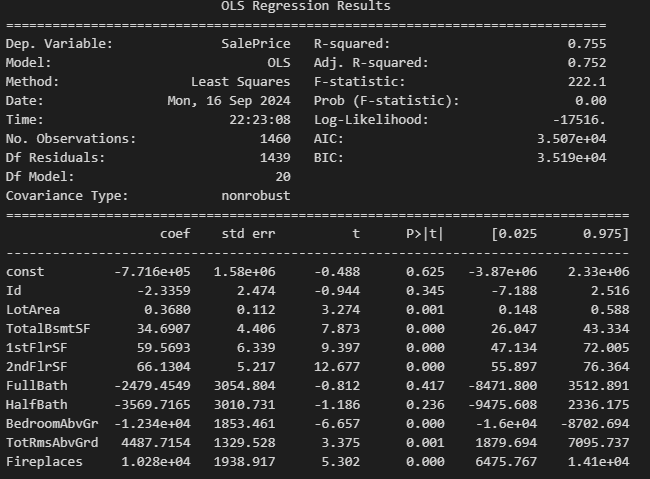 OLS Regression Results
==============================================================================
Dep. Variable: SalePrice R-squared: 0.755
Model: OLS Adj. R-squared: 0.752
Method: Least Squares F-statistic: 222.1
Date: Mon, 16 Sep 2024 Prob (F-statistic): 0.00
Time: 22:23:08 Log-Likelihood: -17516.
No. Observations: 1460 AIC: 3.507e+04
Df Residuals: 1439 BIC: 3.519e+04
Df Model: 20
Covariance Type: nonrobust
=================================================================================
coef std err t P>|t| [0.025 0.975]
---------------------------------------------------------------------------------
const -7.716e+05 1.58e+06 -0.488 0.625 -3.87e+06 2.33e+06
Id -2.3359 2.474 -0.944 0.345 -7.188 2.516
LotArea 0.3680 0.112 3.274 0.001 0.148 0.588
TotalBsmtSF 34.6907 4.406 7.873 0.000 26.047 43.334
1stFlrSF 59.5693 6.339 9.397 0.000 47.134 72.005
2ndFlrSF 66.1304 5.217 12.677 0.000 55.897 76.364
FullBath -2479.4549 3054.804 -0.812 0.417 -8471.800 3512.891
HalfBath -3569.7165 3010.731 -1.186 0.236 -9475.608 2336.175
BedroomAbvGr -1.234e+04 1853.461 -6.657 0.000 -1.6e+04 -8702.694
TotRmsAbvGrd 4487.7154 1329.528 3.375 0.001 1879.694 7095.737
Fireplaces 1.028e+04 1938.917 5.302 0.000 6475.767 1.41e+04